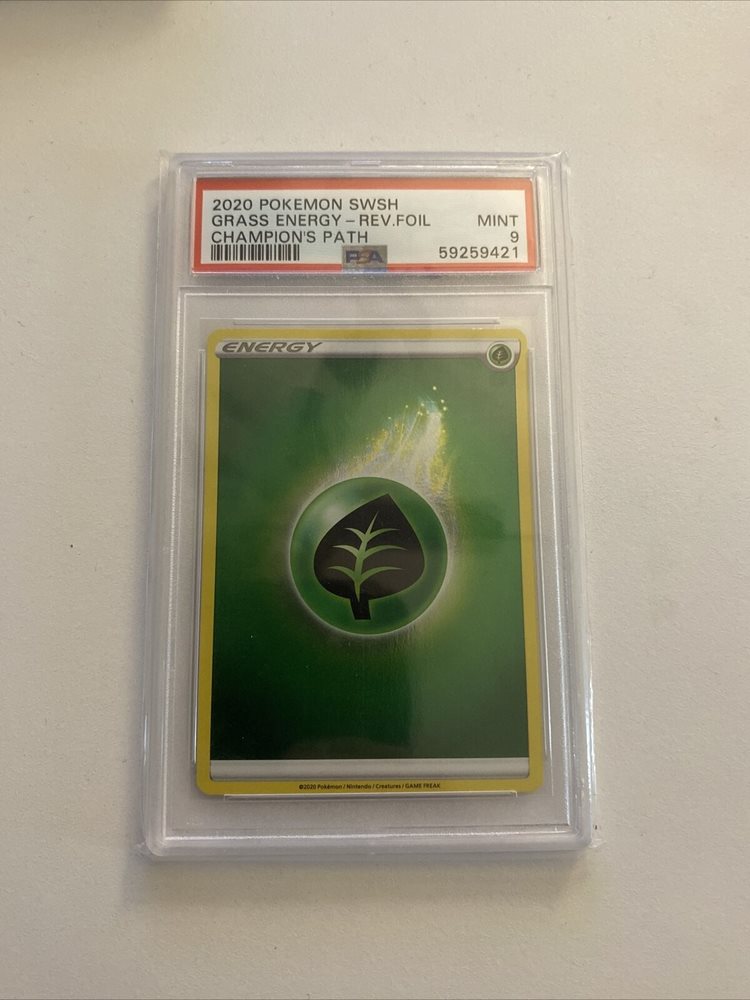 2020 POKEMON SWSH
GRASS ENERGY – REV.FOIL MINT
CHAMPION'S PATH 9
PSA 59259421
ENERGY
©2020 Pokémon / Nintendo / Creatures / GAME FREAK